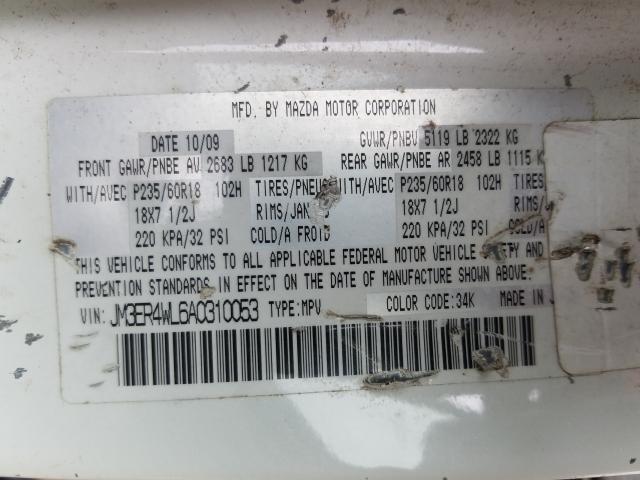 MFD. BY MAZDA MOTOR CORPORATION
DATE 10/09 GVWR/PNBV 5119 LB 2322 KG
FRONT GAWR/PNBE AV 2683 LB 1217 KG REAR GAWR/PNBE AR 2458 LB 1115 K
WITH/AVEC P235/60R18 102H TIRES/PNEU WITH/AVEC P235/60R18 102H TIRES
18X7 1/2J RIMS/JAN 18X7 1/2J RIMS/
220 KPA/32 PSI COLD/A FROID 220 KPA/32 PSI COLD/A
THIS VEHICLE CONFORMS TO ALL APPLICABLE FEDERAL MOTOR VEHICLE AND
PREVENTION STANDARDS IN EFFECT ON THE DATE OF MANUFACTURE SHOWN ABOVE.
VIN: JM3ER4WL6A0310053 TYPE:MPV COLOR CODE:34K MADE IN